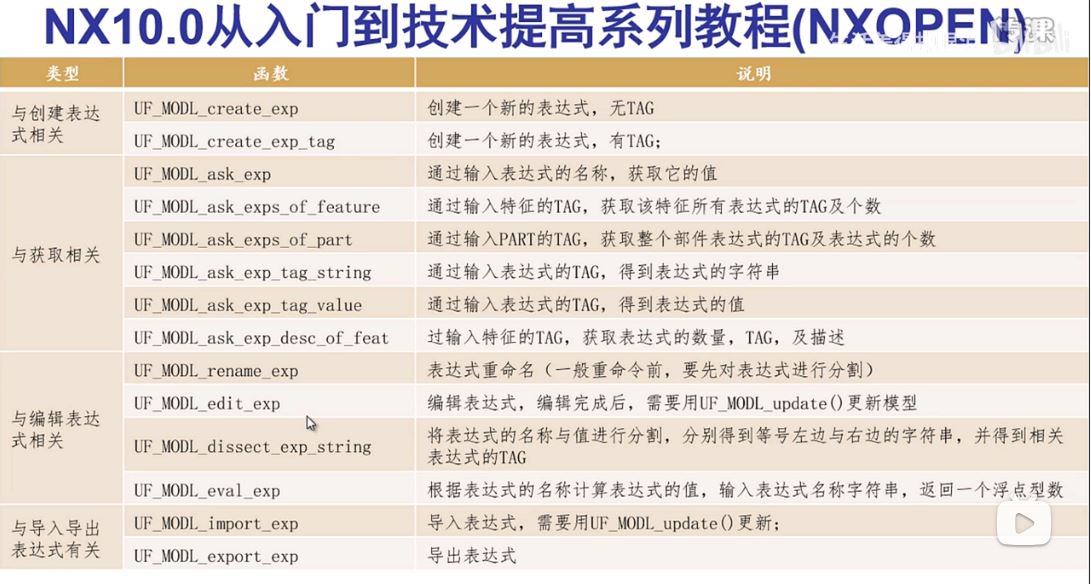 NX10.0从入门到技术提高系列教程(NXOPEN)
类型 函数 说明
与创建表达
式相关
UF_MODL_create_exp 创建一个新的表达式，无TAG
UF_MODL_create_exp_tag 创建一个新的表达式，有TAG;
与获取相关
UF_MODL_ask_exp 通过输入表达式的名称，获取它的值
UF_MODL_ask_exps_of_feature 通过输入特征的TAG，获取该特征所有表达式的TAG及个数
UF_MODL_ask_exps_of_part 通过输入PART的TAG，获取整个部件表达式的TAG及表达式的个数
UF_MODL_ask_exp_tag_string 通过输入表达式的TAG，得到表达式的字符串
UF_MODL_ask_exp_tag_value 通过输入表达式的TAG，得到表达式的值
UF_MODL_ask_exp_desc_of_feat 过输入特征的TAG，获取表达式的数量，TAG，及描述
与编辑表达
式相关
UF_MODL_rename_exp 表达式重命名（一般重命令前，要先对表达式进行分割）
UF_MODL_edit_exp 编辑表达式，编辑完成后，需要用UF_MODL_update()更新模型
UF_MODL_dissect_exp_string 将表达式的名称与值进行分割，分别得到等号左边与右边的字符串，并得到相关
表达式的TAG
UF_MODL_eval_exp 根据表达式的名称计算表达式的值，输入表达式名称字符串，返回一个浮点型数
与导入导出
表达式有关
UF_MODL_import_exp 导入表达式，需要用UF_MODL_update()更新;
UF_MODL_export_exp 导出表达式